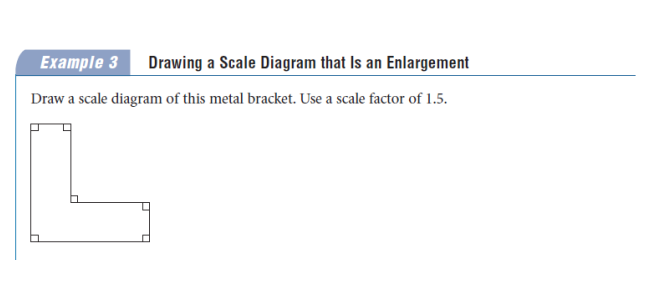 Example 3 Drawing a Scale Diagram that Is an Enlargement
Draw a scale diagram of this metal bracket. Use a scale factor of 1.5.